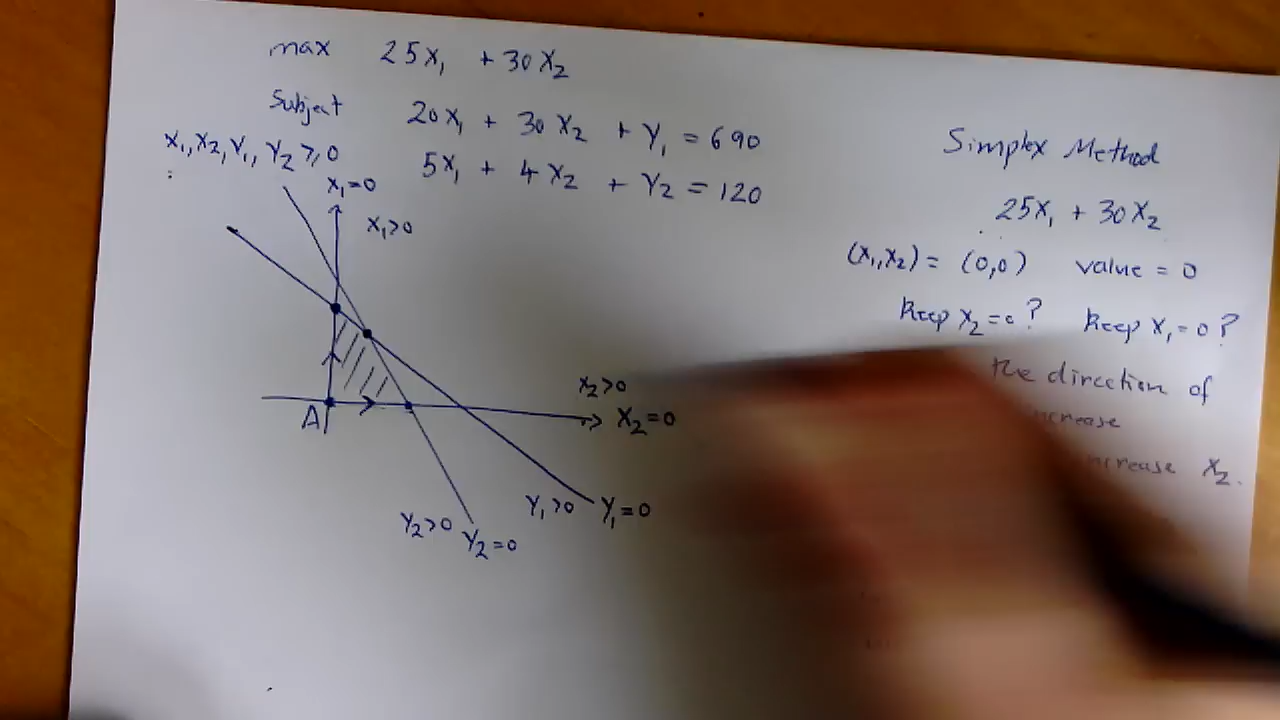 max 25x₁ + 30x₂
Subject 20x₁ + 30x₂ + Y₁ = 690
x₁, x₂, Y₁, Y₂ ⩾ 0
5x₁ + 4x₂ + Y₂ = 120
x₁=0
x₁>0
x₂>0
x₂=0
A
Y₁>0 Y₁=0
Y₂>0 Y₂=0
Simplex Method
25x₁ + 30x₂
(x₁,x₂) = (0,0) value = 0
Keep x₂=0? Keep x₁=0?
the direction of
increase
increase x₂.